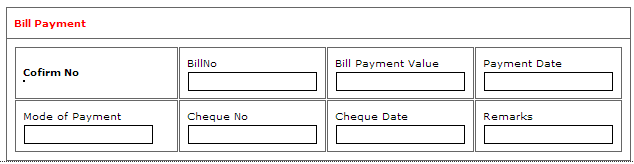 Bill Payment
Cofirm No
BillNo
Bill Payment Value
Payment Date
Mode of Payment
Cheque No
Cheque Date
Remarks